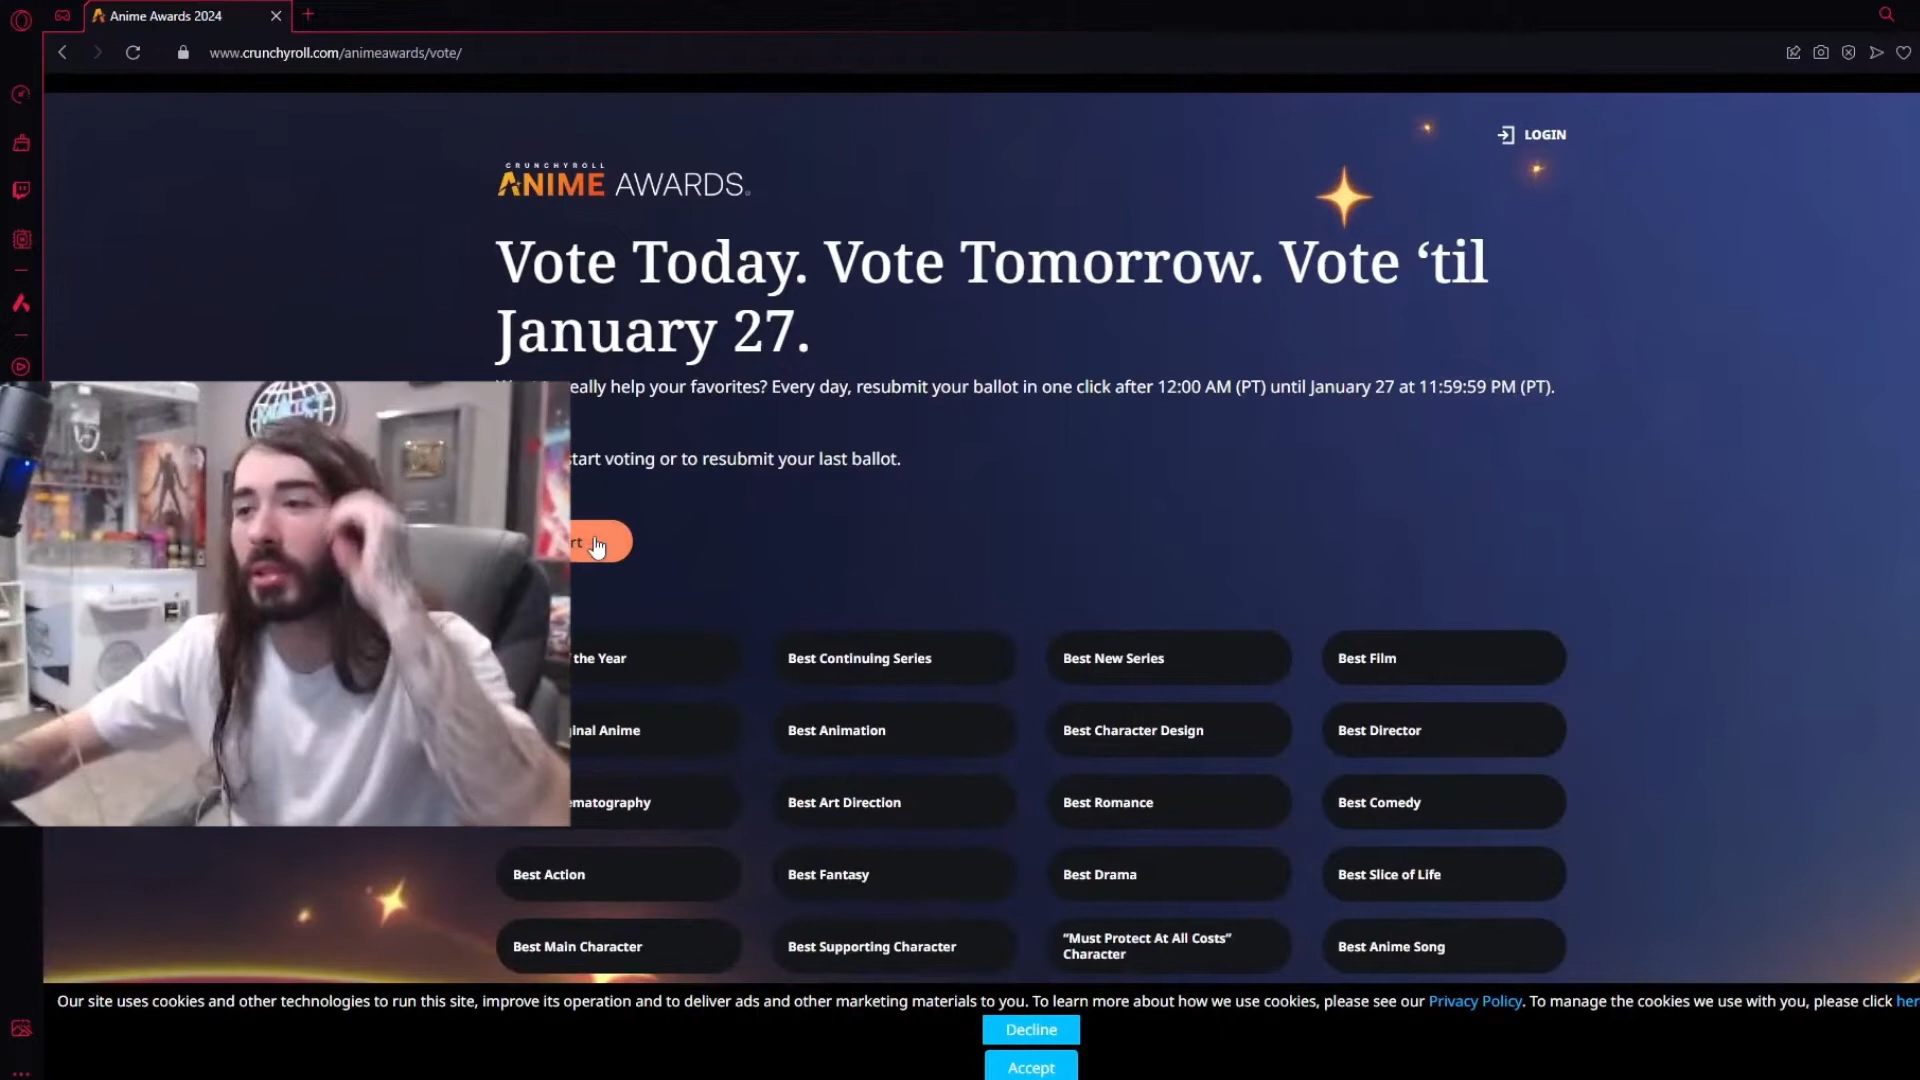 Anime Awards 2024
www.crunchyroll.com/animeawards/vote/
LOGIN
CRUNCHYROLL
ANIME AWARDS
Vote Today. Vote Tomorrow. Vote ‘til
January 27.
eally help your favorites? Every day, resubmit your ballot in one click after 12:00 AM (PT) until January 27 at 11:59:59 PM (PT).
start voting or to resubmit your last ballot.
rt
the Year
Best Continuing Series
Best New Series
Best Film
inal Anime
Best Animation
Best Character Design
Best Director
ematography
Best Art Direction
Best Romance
Best Comedy
Best Action
Best Fantasy
Best Drama
Best Slice of Life
Best Main Character
Best Supporting Character
“Must Protect At All Costs”
Character
Best Anime Song
Our site uses cookies and other technologies to run this site, improve its operation and to deliver ads and other marketing materials to you. To learn more about how we use cookies, please see our Privacy Policy. To manage the cookies we use with you, please click her
Decline
Accept